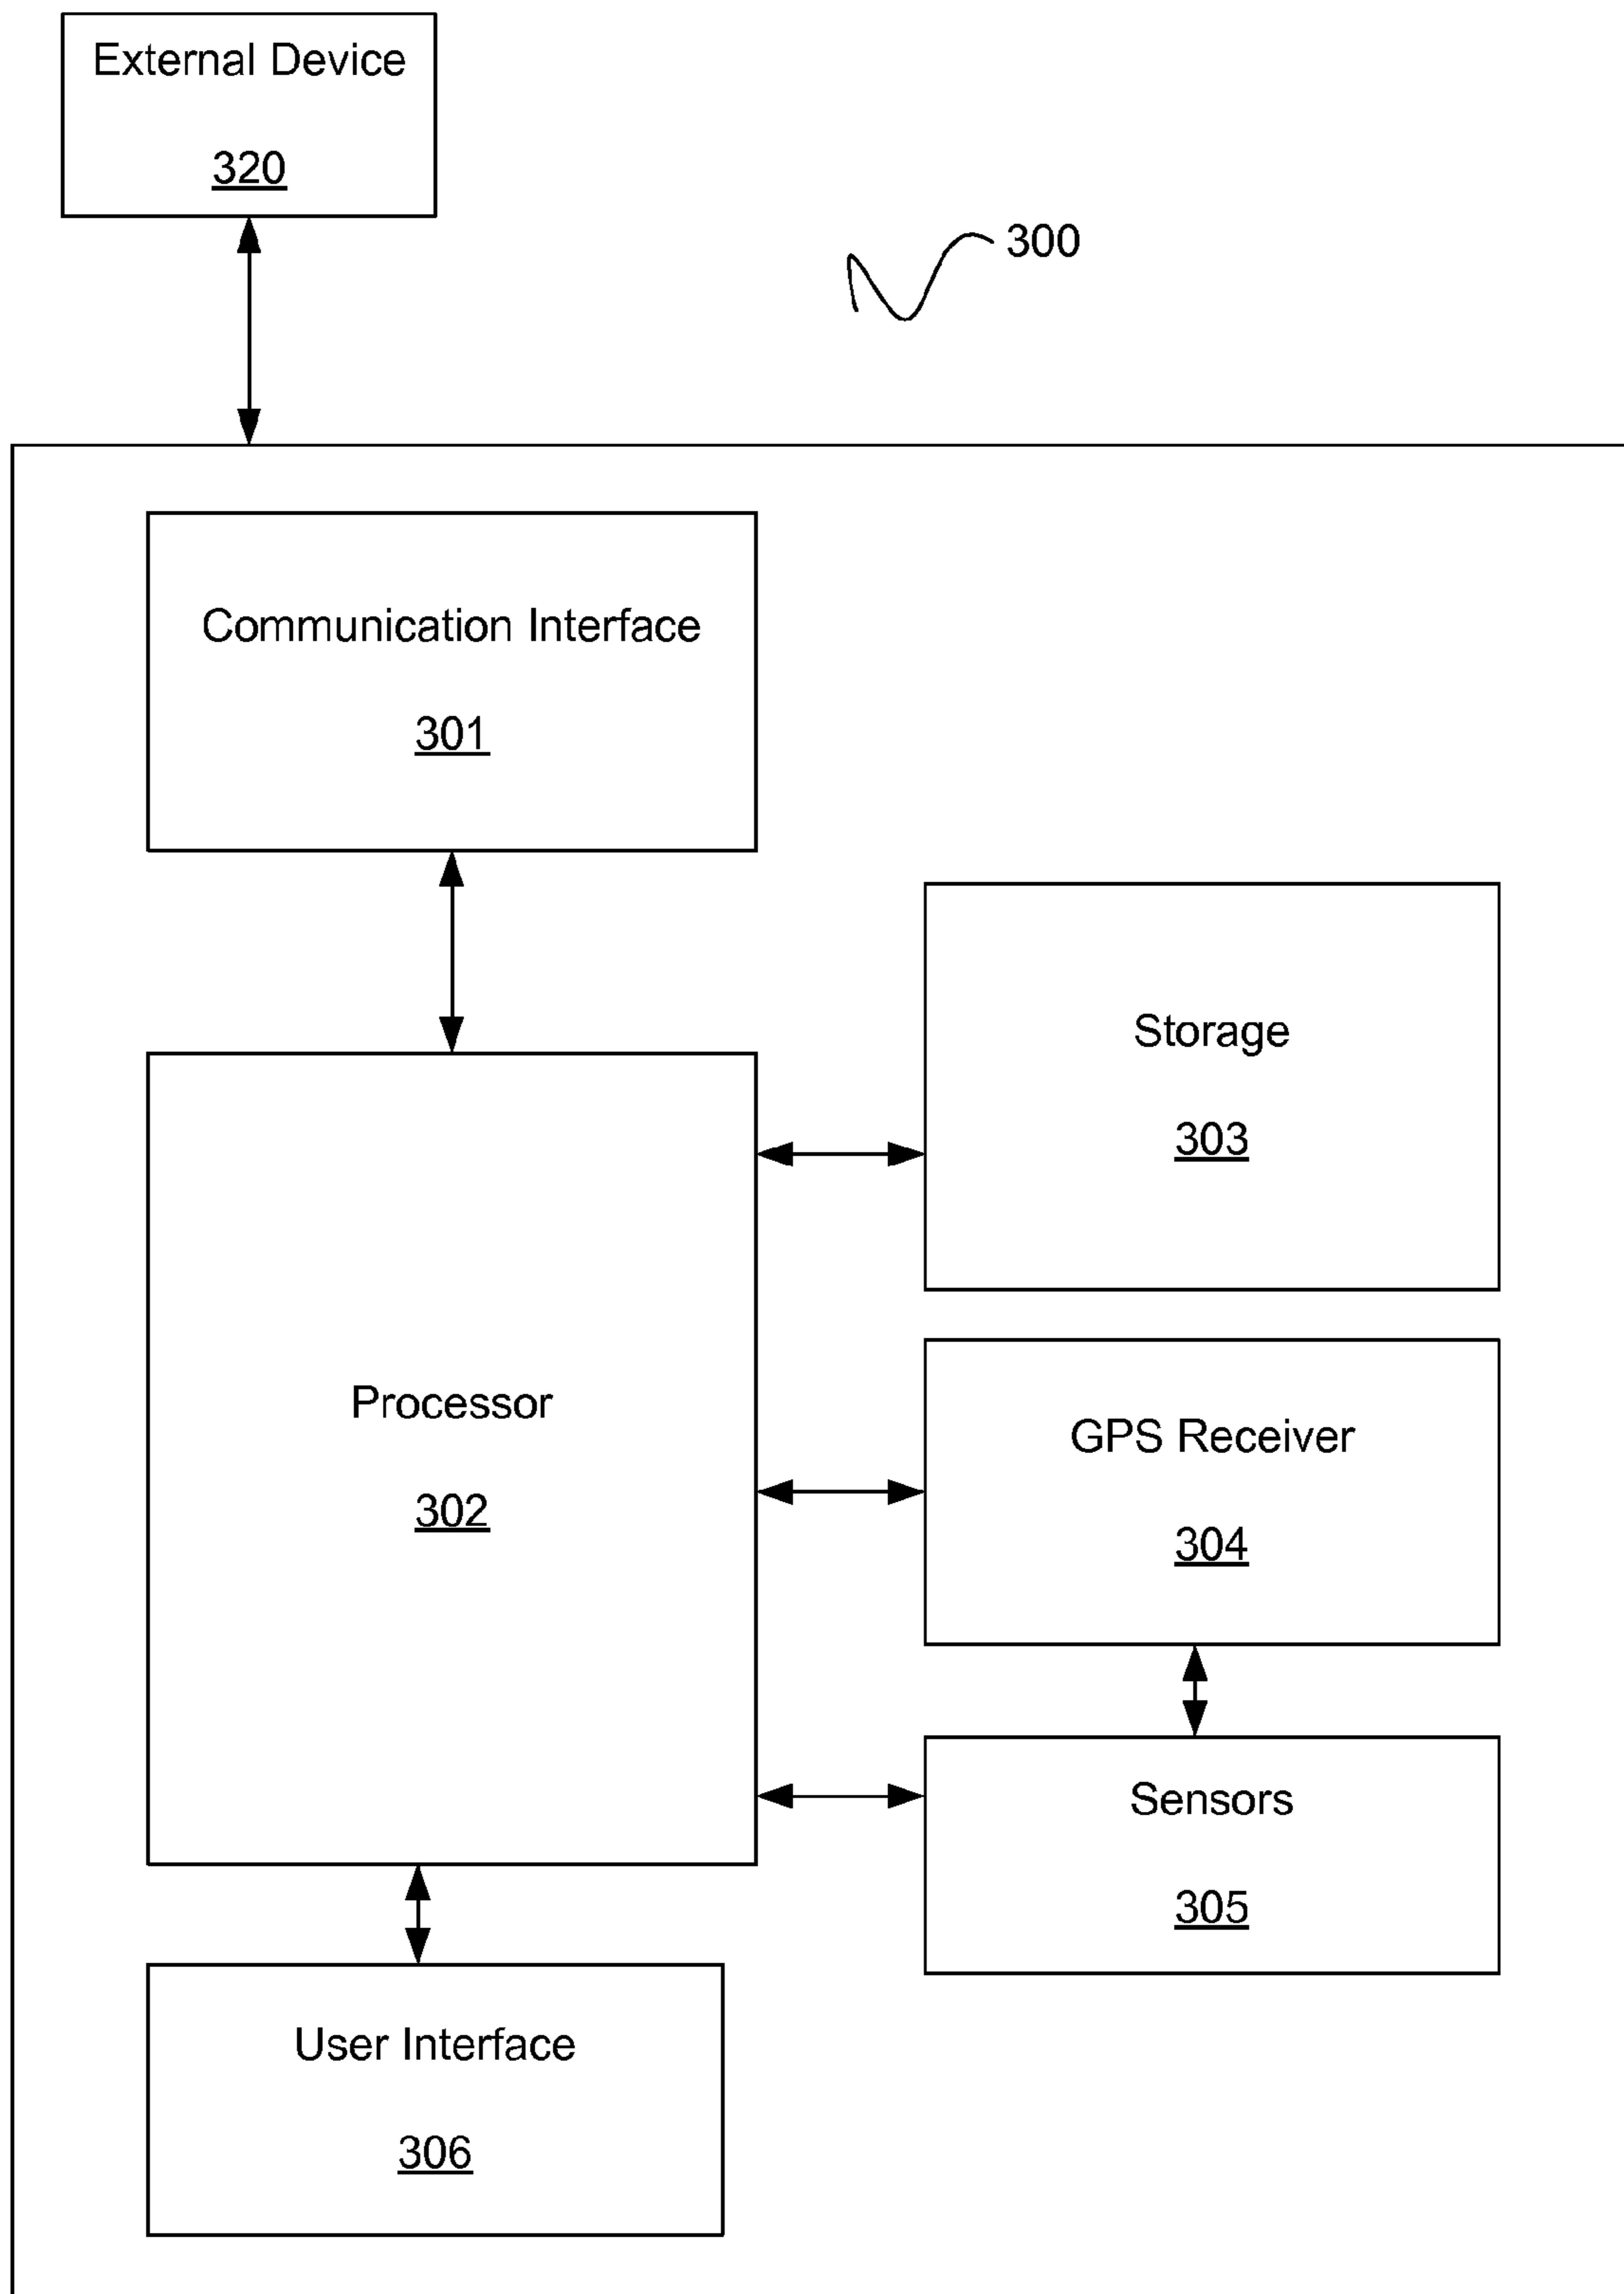 External Device
320
300
Communication Interface
301
Storage
303
Processor
302
GPS Receiver
304
Sensors
305
User Interface
306